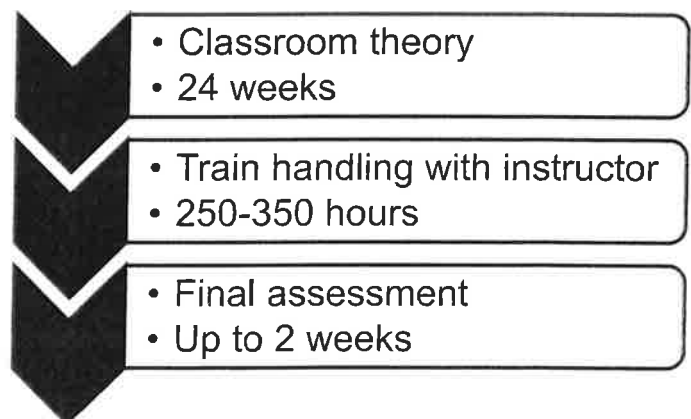 • Classroom theory
• 24 weeks
• Train handling with instructor
• 250-350 hours
• Final assessment
• Up to 2 weeks